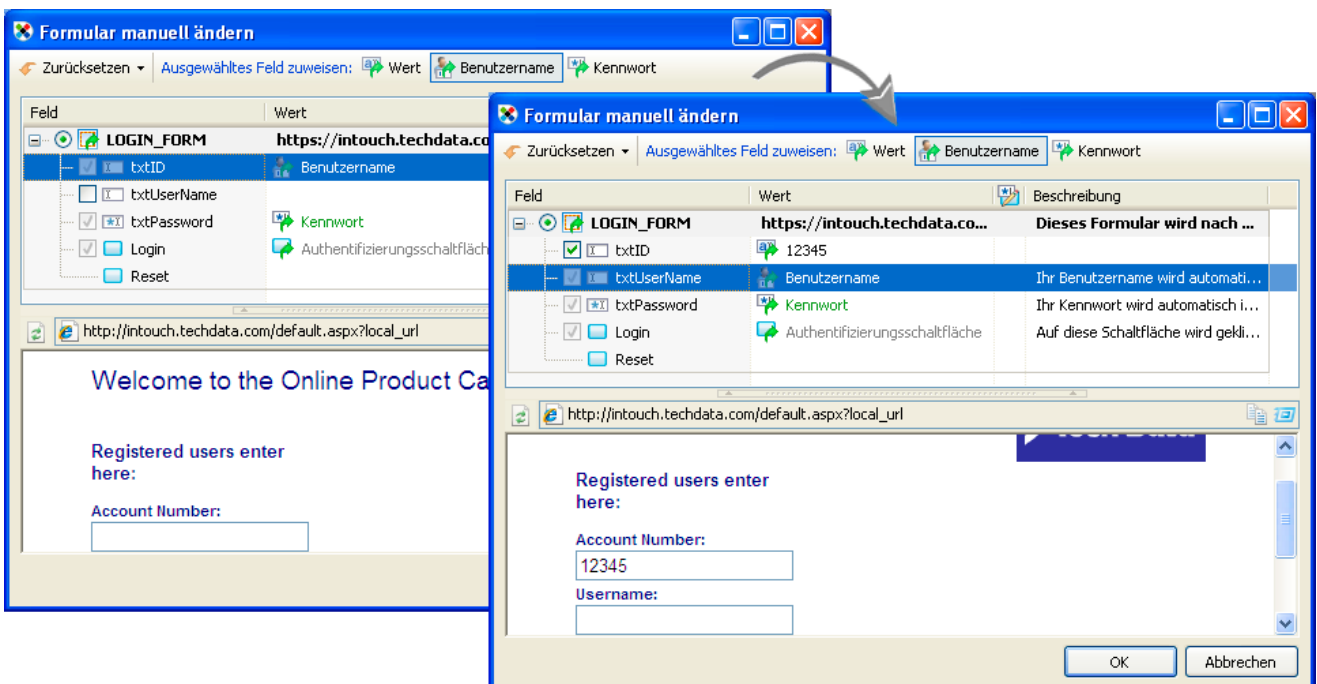 Formular manuell ändern
Zurücksetzen Ausgewähltes Feld zuweisen: Wert Benutzername Kennwort
Feld Wert
LOGIN_FORM https://intouch.techdata.co
txtID Benutzername
txtUserName
txtPassword Kennwort
Login Authentifizierungsschaltfläch
Reset
http://intouch.techdata.com/default.aspx?local_url
Welcome to the Online Product Ca
Registered users enter
here:
Account Number:
Formular manuell ändern
Zurücksetzen Ausgewähltes Feld zuweisen: Wert Benutzername Kennwort
Feld Wert Beschreibung
LOGIN_FORM https://intouch.techdata.co... Dieses Formular wird nach ...
txtID 12345
txtUserName Benutzername Ihr Benutzername wird automati...
txtPassword Kennwort Ihr Kennwort wird automatisch i...
Login Authentifizierungsschaltfläche Auf diese Schaltfläche wird gekli...
Reset
http://intouch.techdata.com/default.aspx?local_url
Registered users enter
here:
Account Number:
12345
Username:
OK Abbrechen